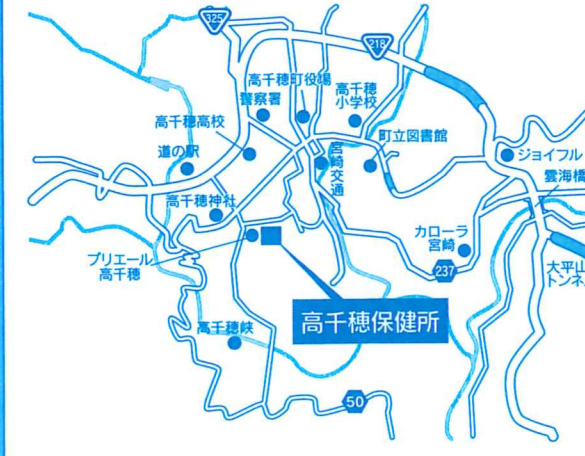 325
218
高千穂町役場
警察署
高千穂
小学校
高千穂高校
町立図書館
道の駅
宮崎交通
ジョイフル
雲海橋
高千穂神社
カローラ
宮崎
プリエール
高千穂
237
大平山
トンネル
高千穂保健所
高千穂峡
50